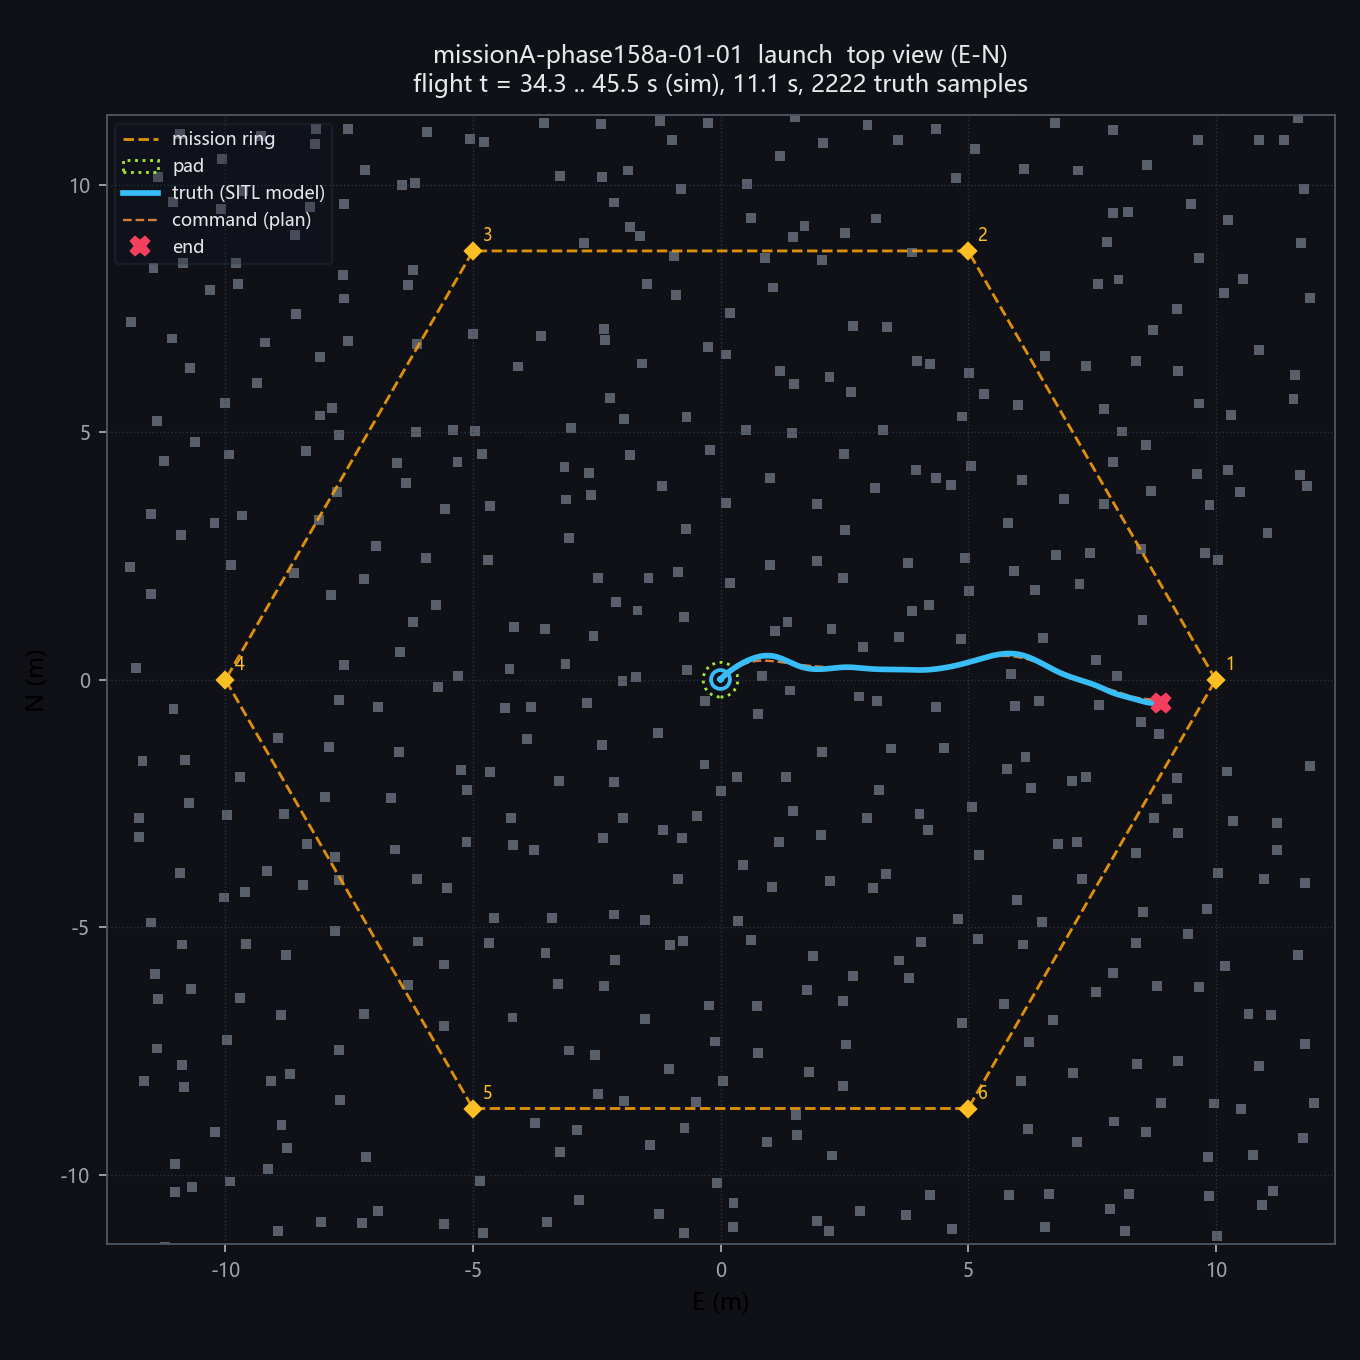 missionA-phase158a-01-01  launch  top view (E-N)
flight t = 34.3 .. 45.5 s (sim), 11.1 s, 2222 truth samples
mission ring
pad
truth (SITL model)
command (plan)
end
3
2
4
1
5
6
10
5
0
-5
-10
N (m)
-10
-5
0
5
10
E (m)